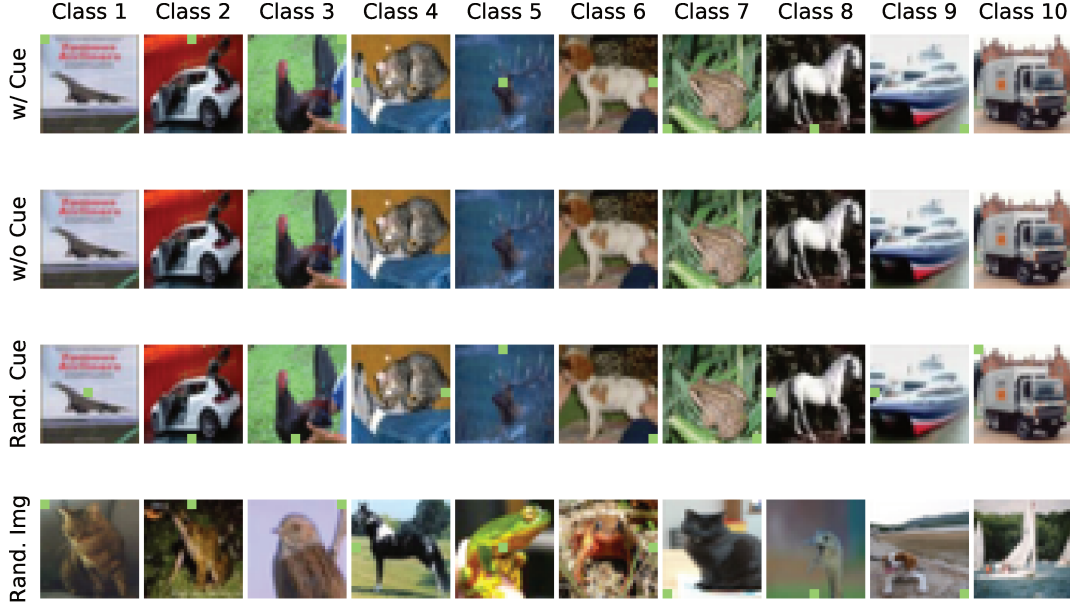 Class 1 Class 2 Class 3 Class 4 Class 5 Class 6 Class 7 Class 8 Class 9 Class 10
w/ Cue
w/o Cue
Rand. Cue
Rand. Img